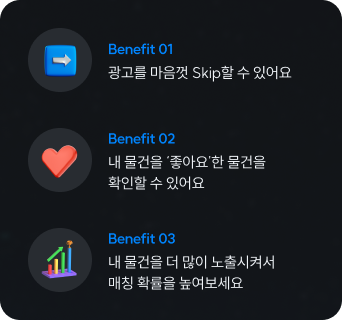 Benefit 01
광고를 마음껏 Skip할 수 있어요
Benefit 02
내 물건을 ‘좋아요’한 물건을
확인할 수 있어요
Benefit 03
내 물건을 더 많이 노출시켜서
매칭 확률을 높여보세요